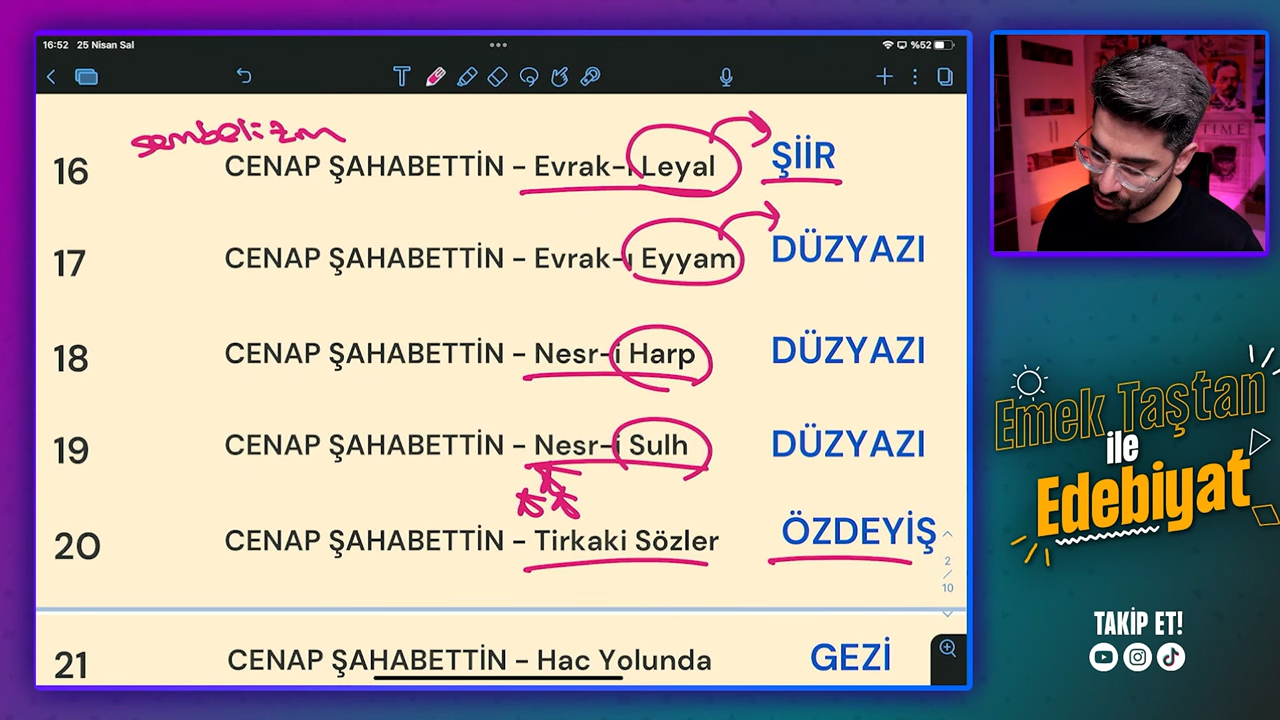 16:52 25 Nisan Sal
%52
T
sembolizm
16 CENAP ŞAHABETTİN – Evrak-ı Leyal ŞİİR
17 CENAP ŞAHABETTİN – Evrak-ı Eyyam DÜZYAZI
18 CENAP ŞAHABETTİN – Nesr-i Harp DÜZYAZI
19 CENAP ŞAHABETTİN – Nesr-i Sulh DÜZYAZI
20 CENAP ŞAHABETTİN – Tirkaki Sözler ÖZDEYİŞ
2
/
10
21 CENAP ŞAHABETTİN – Hac Yolunda GEZİ
TIME
Emek Taştan
ile
Edebiyat
TAKİP ET!